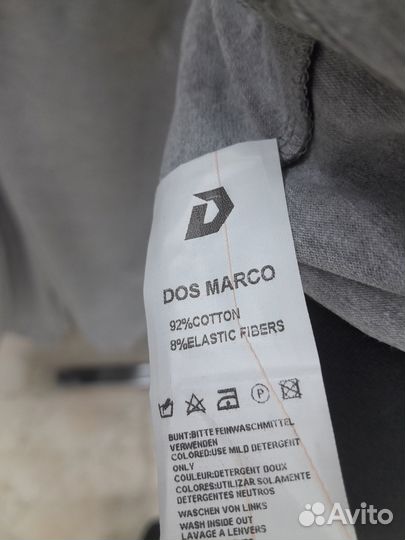 DOS MARCO
92%COTTON
8%ELASTIC FIBERS
P
BUNT:BITTE FEINWASCHMITTEL
VERWENDEN
COLORED:USE MILD DETERGENT
ONLY
COULEUR:DETERGENT DOUX
COLORES:UTILIZAR SOLAMENTE
DETERGENTES NEUTROS
WASCHEN VON LINKS
WASH INSIDE OUT
LAVAGE A LENVERS
Avito